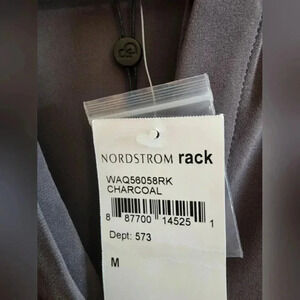 NORDSTROM rack
WAQ56058RK
CHARCOAL
8 87700 14525 1
Dept: 573
M